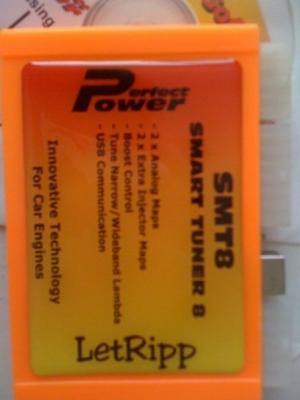 Perfect
Power
SMT8
SMART TUNER 8
- 2 x Analog Maps
- 2 x Extra Injector Maps
- Boost Control
- Tune Narrow/Wideband Lambda
- USB Communication
Innovative Technology
For Car Engines
LetRipp
using